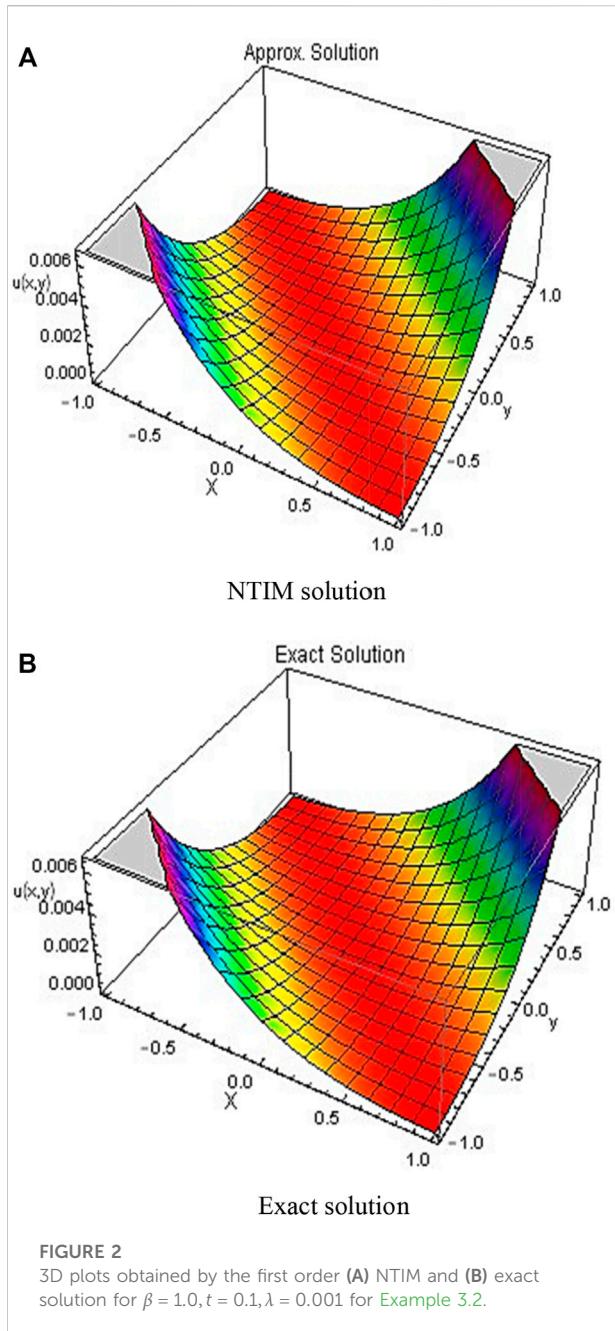 A
Approx. Solution
0.006
u(x,y)
0.004
0.002
0.000
-1.0
-0.5
0.0
X
0.5
1.0
-1.0
-0.5
0.0
y
0.5
1.0
NTIM solution
B
Exact Solution
0.006
u(x,y)
0.004
0.002
0.000
-1.0
-0.5
0.0
X
0.5
1.0
-1.0
-0.5
0.0
y
0.5
1.0
Exact solution
FIGURE 2
3D plots obtained by the first order (A) NTIM and (B) exact
solution for β = 1.0, t = 0.1, λ = 0.001 for Example 3.2.